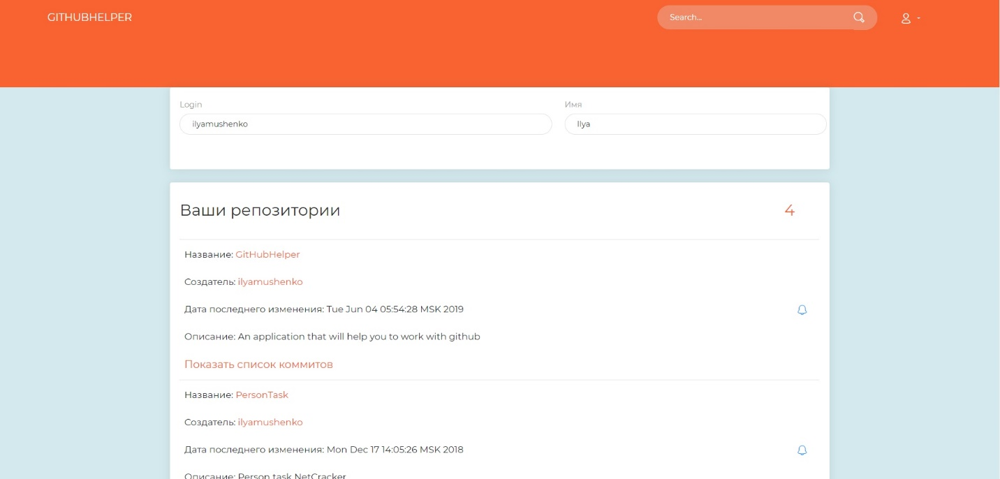 GITHUBHELPER
Search...
Login
Имя
ilyamushenko
Ilya
Ваши репозитории
4
Название: GitHubHelper
Создатель: ilyamushenko
Дата последнего изменения: Tue Jun 04 05:54:28 MSK 2019
Описание: An application that will help you to work with github
Показать список коммитов
Название: PersonTask
Создатель: ilyamushenko
Дата последнего изменения: Mon Dec 17 14:05:26 MSK 2018
Описание: Person task NetCracker